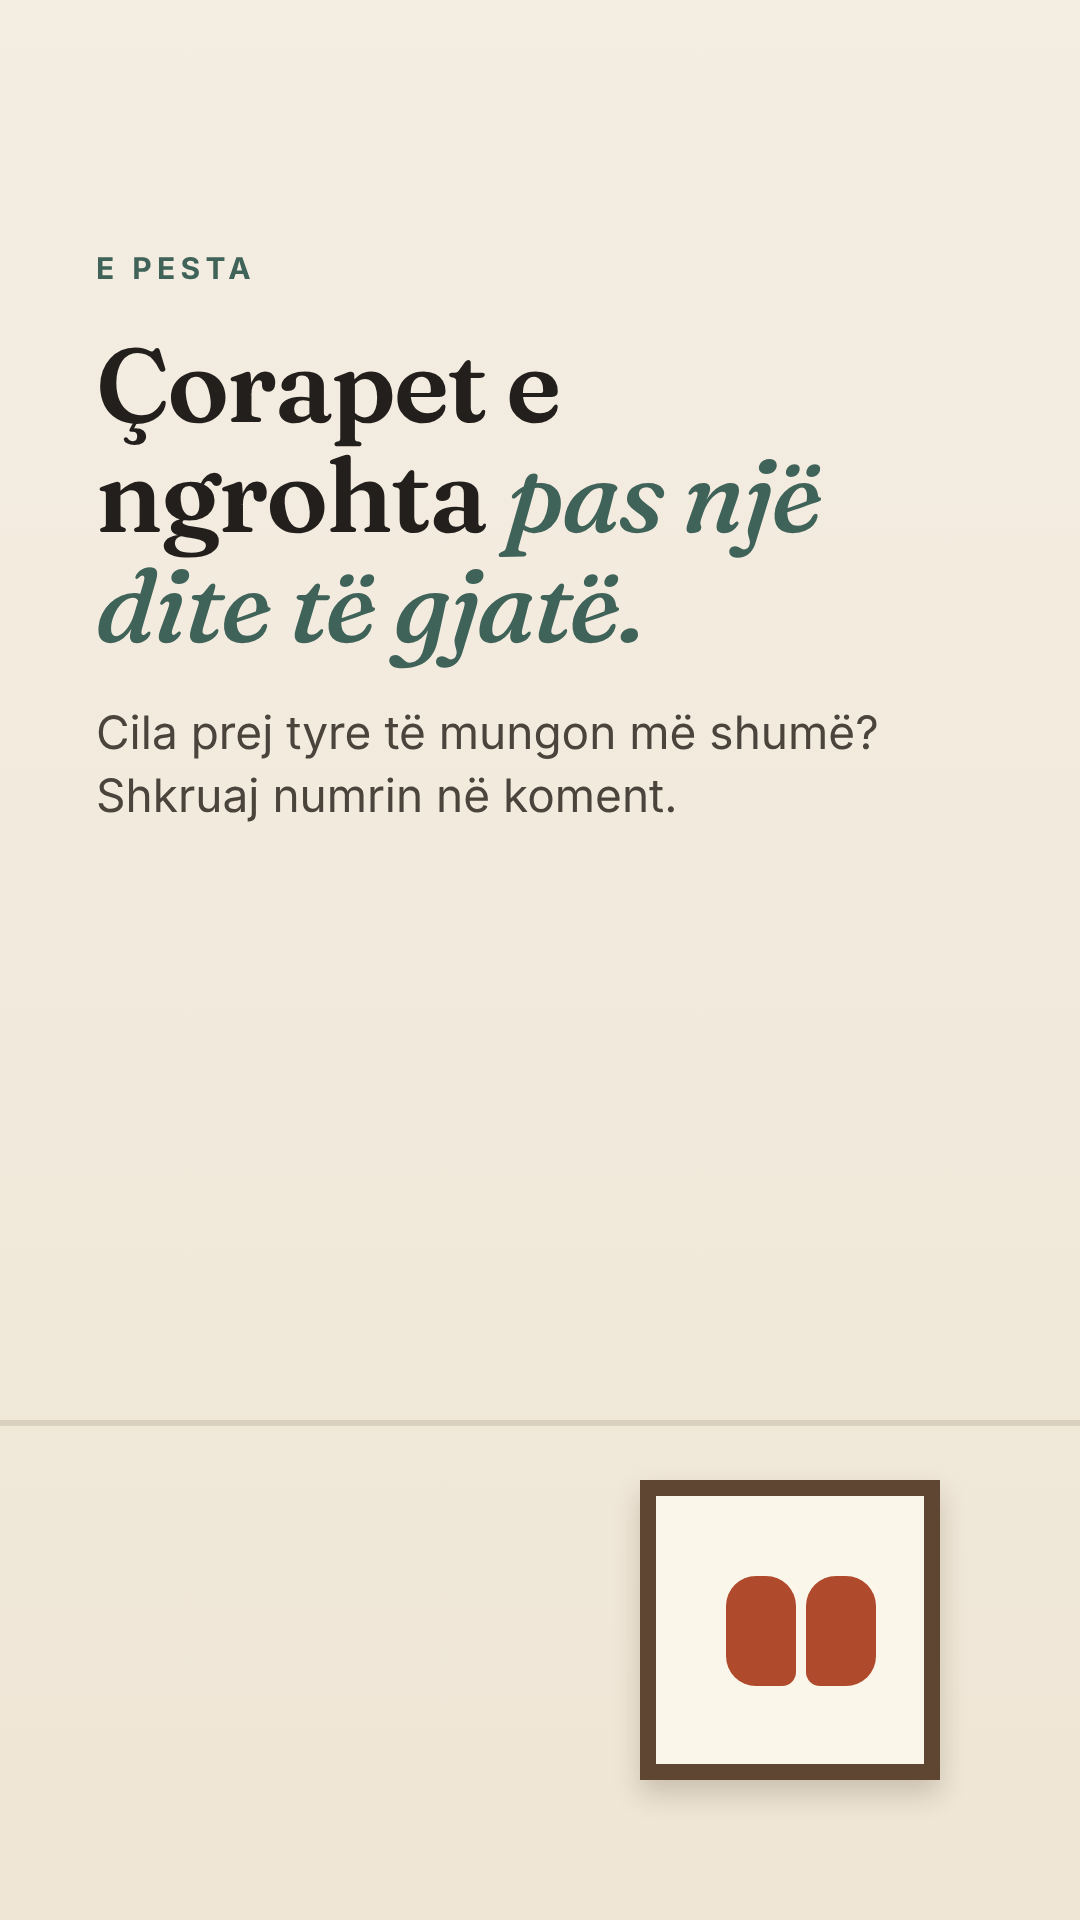 E PESTA
Çorapet e
ngrohta pas një
dite të gjatë.
Cila prej tyre të mungon më shumë?
Shkruaj numrin në koment.